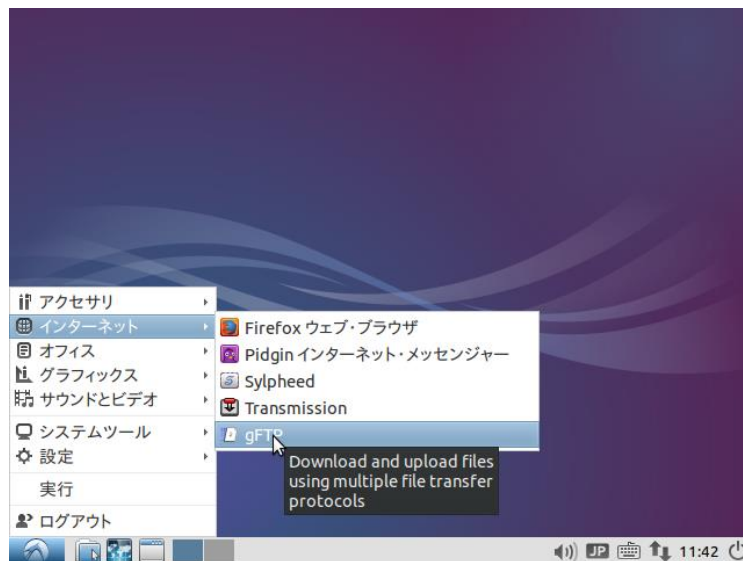 アクセサリ
インターネット
オフィス
グラフィックス
サウンドとビデオ
システムツール
設定
実行
ログアウト
Firefox ウェブ・ブラウザ
Pidgin インターネット・メッセンジャー
Sylpheed
Transmission
gFTP
Download and upload files
using multiple file transfer
protocols
JP
11:42